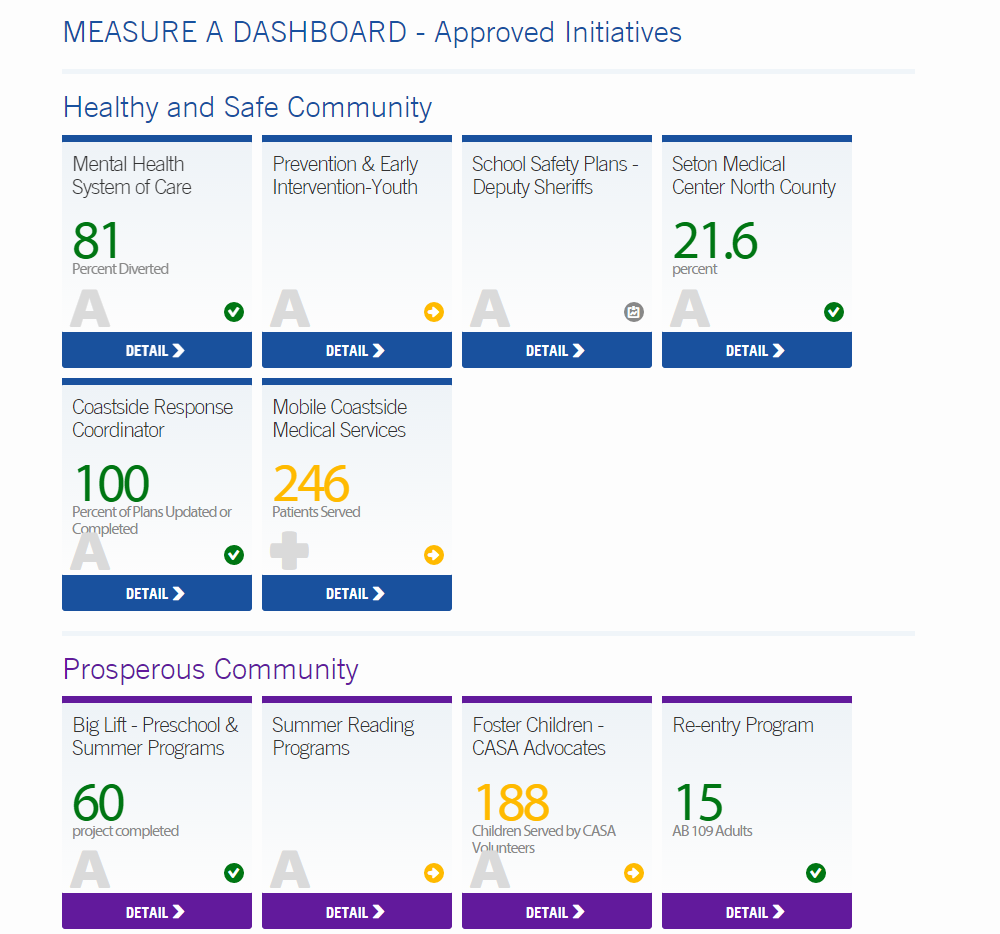 MEASURE A DASHBOARD - Approved Initiatives
Healthy and Safe Community
Mental Health
System of Care
81
Percent Diverted
A
DETAIL
Prevention & Early
Intervention-Youth
A
DETAIL
School Safety Plans -
Deputy Sheriffs
A
DETAIL
Seton Medical
Center North County
21.6
percent
A
DETAIL
Coastside Response
Coordinator
100
Percent of Plans Updated or
Completed
A
DETAIL
Mobile Coastside
Medical Services
246
Patients Served
DETAIL
Prosperous Community
Big Lift - Preschool &
Summer Programs
60
project completed
A
DETAIL
Summer Reading
Programs
A
DETAIL
Foster Children -
CASA Advocates
188
Children Served by CASA
Volunteers
A
DETAIL
Re-entry Program
15
AB 109 Adults
DETAIL